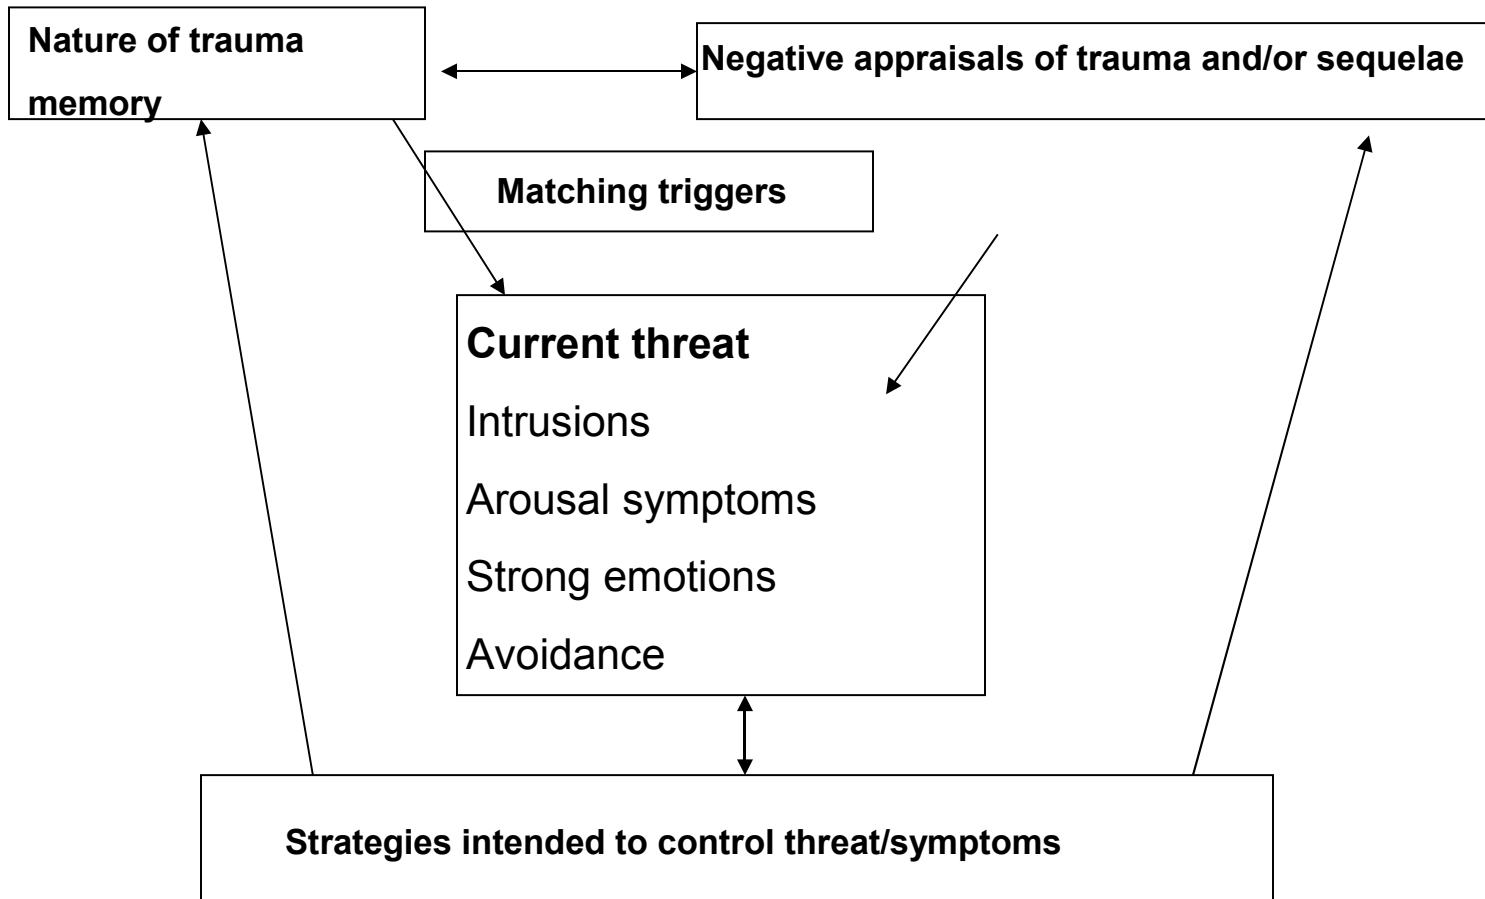 Nature of trauma
memory
Negative appraisals of trauma and/or sequelae
Matching triggers
Current threat
Intrusions
Arousal symptoms
Strong emotions
Avoidance
Strategies intended to control threat/symptoms